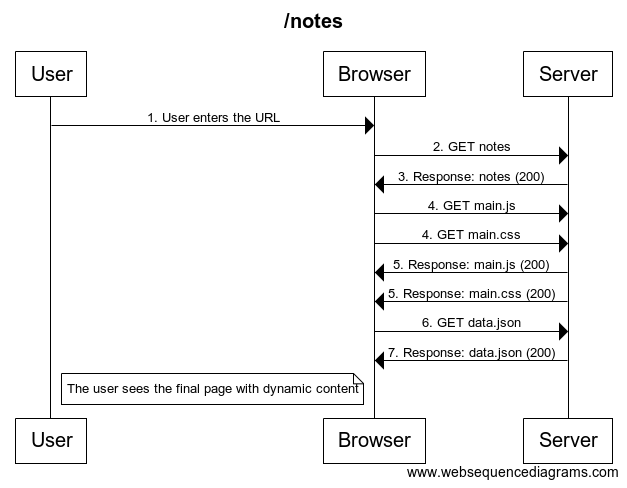 /notes
User Browser Server
1. User enters the URL
2. GET notes
3. Response: notes (200)
4. GET main.js
4. GET main.css
5. Response: main.js (200)
5. Response: main.css (200)
6. GET data.json
7. Response: data.json (200)
The user sees the final page with dynamic content
User Browser Server
www.websequencediagrams.com